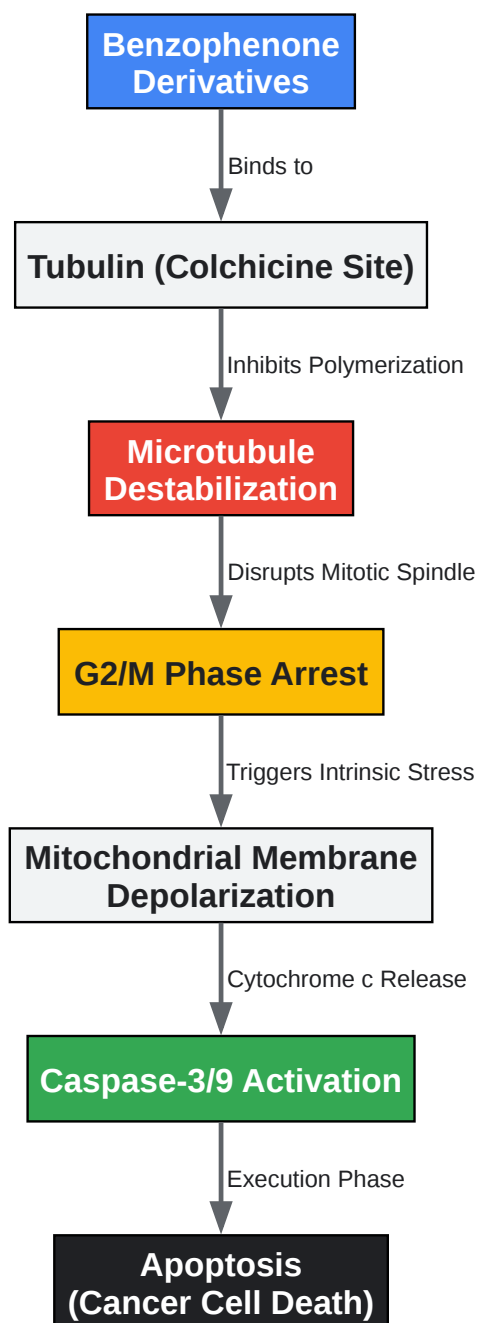 Benzophenone
Derivatives
Binds to
Tubulin (Colchicine Site)
Inhibits Polymerization
Microtubule
Destabilization
Disrupts Mitotic Spindle
G2/M Phase Arrest
Triggers Intrinsic Stress
Mitochondrial Membrane
Depolarization
Cytochrome c Release
Caspase-3/9 Activation
Execution Phase
Apoptosis
(Cancer Cell Death)